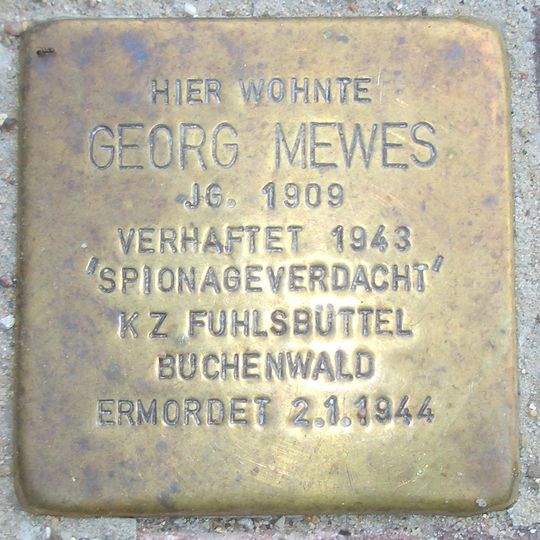 HIER WOHNTE
GEORG MEWES
JG. 1909
VERHAFTET 1943
'SPIONAGEVERDACHT'
KZ FUHLSBÜTTEL
BUCHENWALD
ERMORDET 2.1.1944